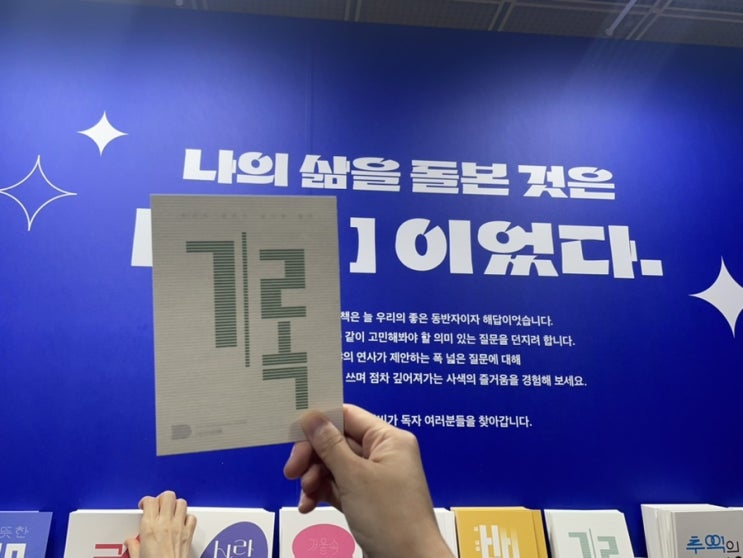 나의 삶을 돌본 것은
[
] 이었다.
기록
책은 늘 우리의 좋은 동반자이자 해답이었습니다.
같이 고민해봐야 할 의미 있는 질문을 던지려 합니다.
연사가 제안하는 폭 넓은 질문에 대해
쓰며 점차 깊어지는 사색의 즐거움을 경험해 보세요.
독자 여러분들을 찾아갑니다.
기록
추억의